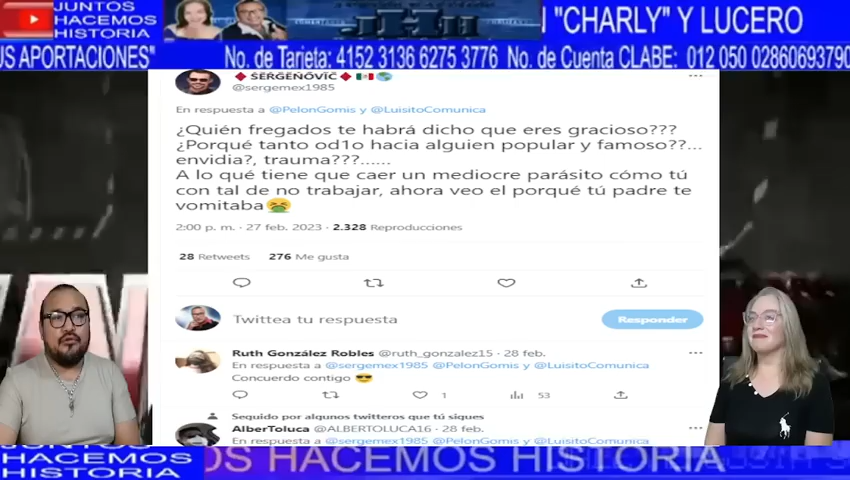 JUNTOS
HACEMOS
HISTORIA
"CHARLY" Y LUCERO
US APORTACIONES"
No. de Tarjeta: 4152 3136 6275 3776 No. de Cuenta CLABE: 012 050 0286069379
SERGENOVIC
@sergemex1985
En respuesta a @PelonGomis y @LuisitoComunica
¿Quién fregados te habrá dicho que eres gracioso???
¿Porqué tanto od1o hacia alguien popular y famoso??...
envidia?, trauma???......
A lo qué tiene que caer un mediocre parásito cómo tú
con tal de no trabajar, ahora veo el porqué tú padre te
vomitaba
2:00 p. m. · 27 feb. 2023 · 2.328 Reproducciones
28 Retweets 276 Me gusta
Twittea tu respuesta
Responder
Ruth González Robles @ruth_gonzalez15 · 28 feb.
En respuesta a @sergemex1985 @PelonGomis y @LuisitoComunica
Concuerdo contigo
1 53
Seguido por algunos twitteros que tú sigues
AlberToluca @ALBERTOLUCA16 · 28 feb.
En respuesta a @sergemex1985 @PelonGomis y @LuisitoComunica
HACEMOS
HISTORIA
OS HACEMOS HISTORIA